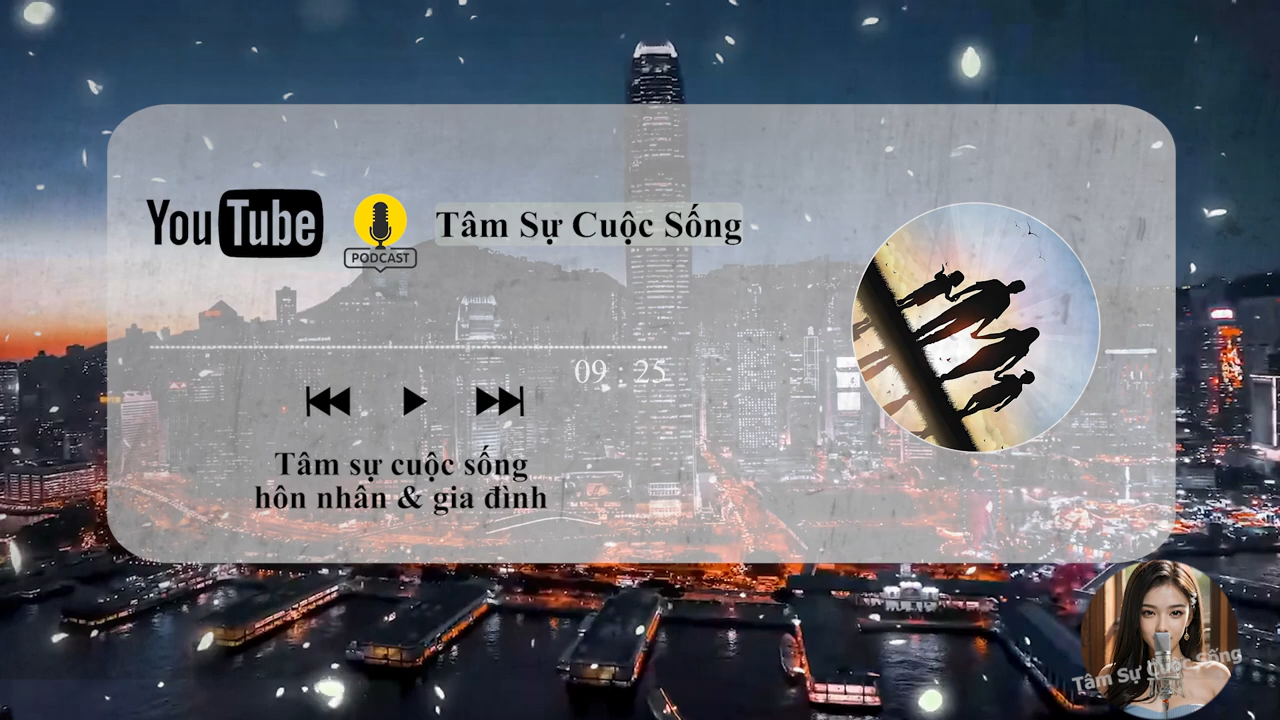 YouTube
PODCAST
Tâm Sự Cuộc Sống
09 : 25
Tâm sự cuộc sống
hôn nhân & gia đình
Tâm Sự Cuộc Sống